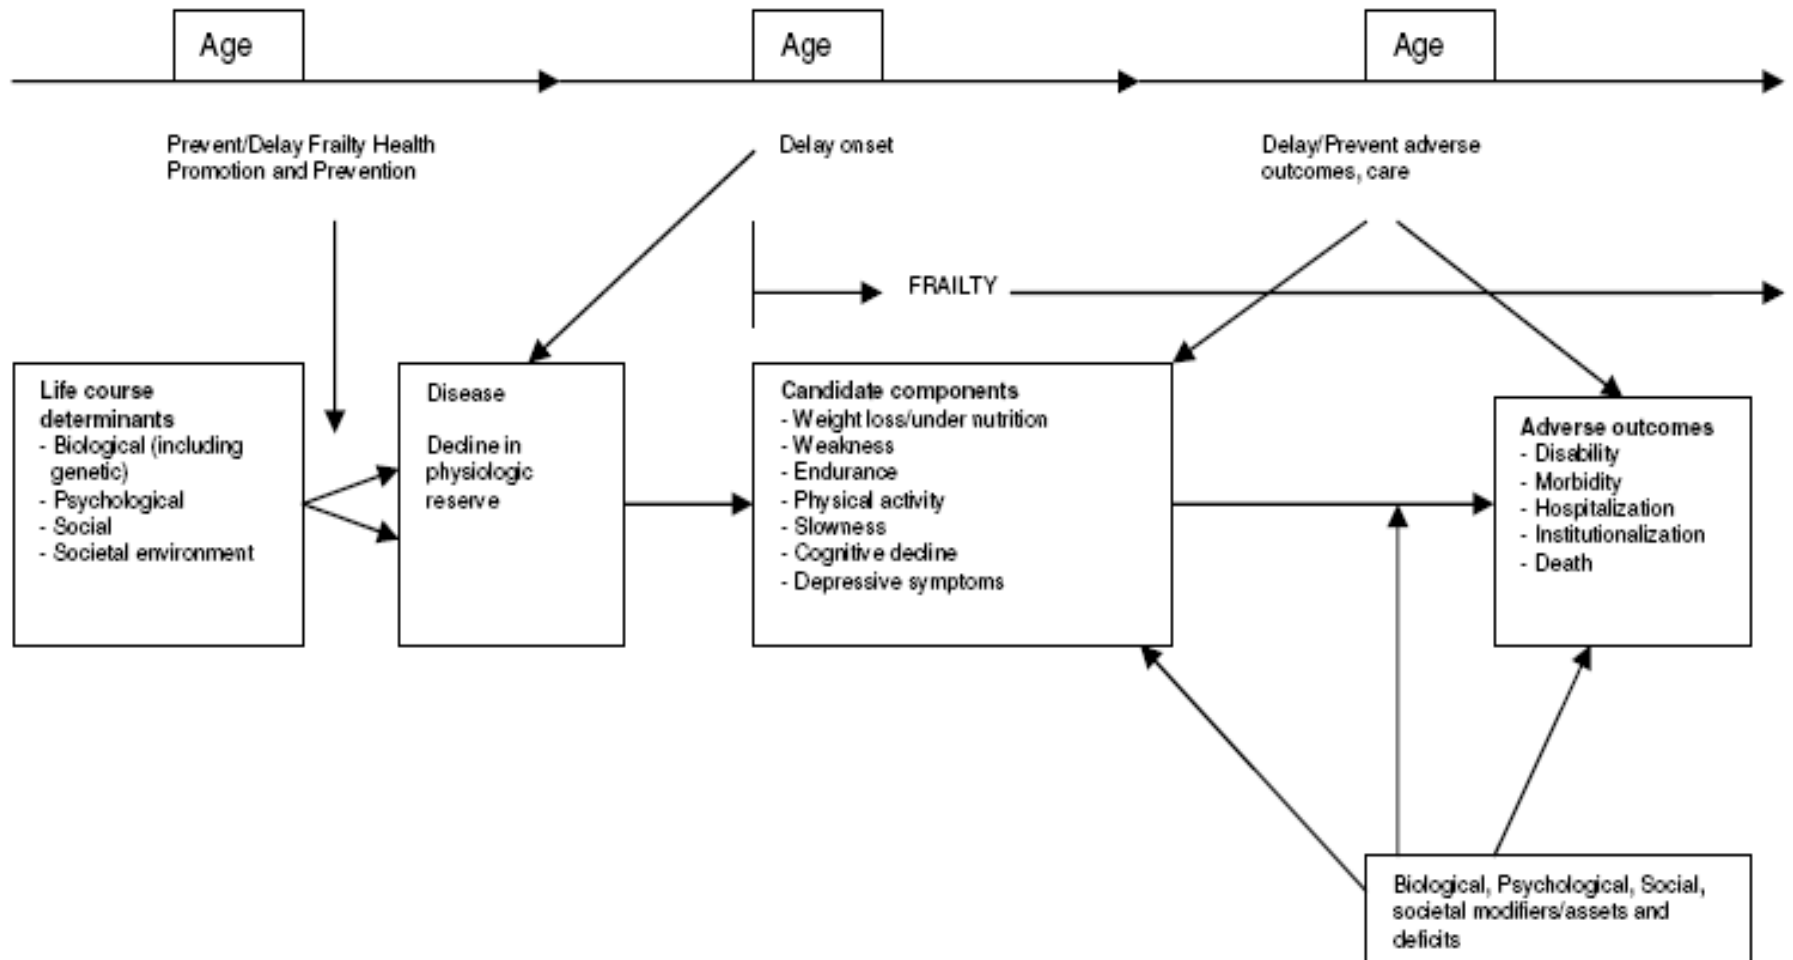 Age
Age
Age
Prevent/Delay Frailty Health
Promotion and Prevention
Delay onset
Delay/Prevent adverse
outcomes, care
FRAILTY
Life course
determinants
- Biological (including
genetic)
- Psychological
- Social
- Societal environment
Disease
Decline in
physiologic
reserve
Candidate components
- Weight loss/under nutrition
- Weakness
- Endurance
- Physical activity
- Slowness
- Cognitive decline
- Depressive symptoms
Adverse outcomes
- Disability
- Morbidity
- Hospitalization
- Institutionalization
- Death
Biological, Psychological, Social,
societal modifiers/assets and
deficits